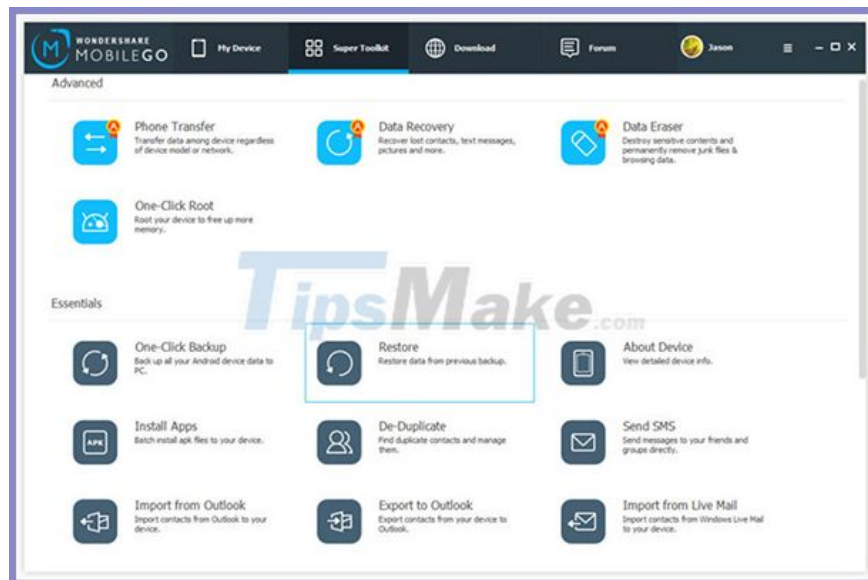 WONDERSHARE
MOBILEGO
My Device
Super Toolkit
Download
Forum
Jason
Advanced
Phone Transfer
Transfer data among device regardless
of device model or network.
Data Recovery
Recover lost contacts, text messages,
pictures and more.
Data Eraser
Destroy sensitive contents and
permanently remove junk files &
browsing data.
One-Click Root
Root your device to free up more
memory.
TipsMake.com
Essentials
One-Click Backup
Back up all your Android device data to
PC.
Restore
Restore data from previous backup.
About Device
View detailed device info.
Install Apps
Batch install apk files to your device.
APK
De-Duplicate
Find duplicate contacts and manage
them.
Send SMS
Send messages to your friends and
groups directly.
Import from Outlook
Import contacts from Outlook to your
device.
Export to Outlook
Export contacts from your device to
Outlook.
Import from Live Mail
Import contacts from Windows Live Mail
to your device.